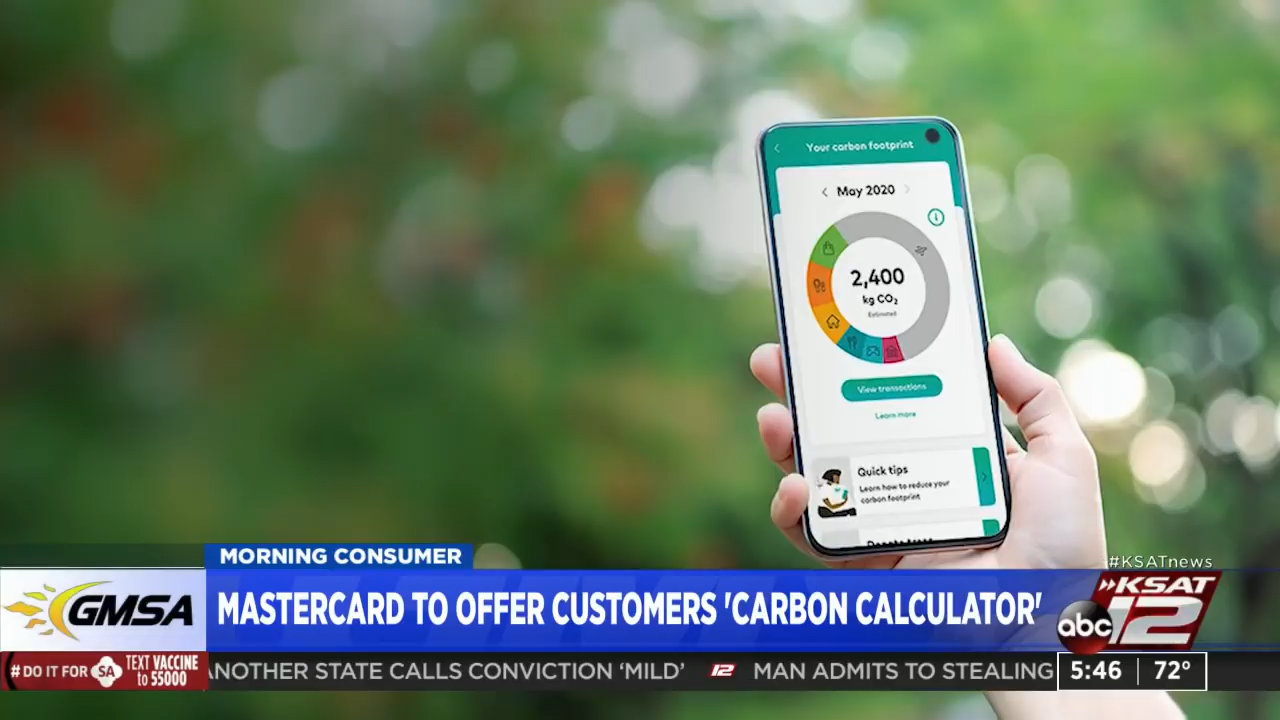 Your carbon footprint
May 2020
2,400
kg CO₂
Estimated
View transactions
Learn more
Quick tips
Learn how to reduce your
carbon footprint
MORNING CONSUMER
#KSATnews
GMSA
MASTERCARD TO OFFER CUSTOMERS 'CARBON CALCULATOR'
abc
KSAT
12
#DO IT FOR SA TEXT VACCINE
to 55000
NOTHER STATE CALLS CONVICTION ‘MILD’ 12 MAN ADMITS TO STEALING
5:46 72°